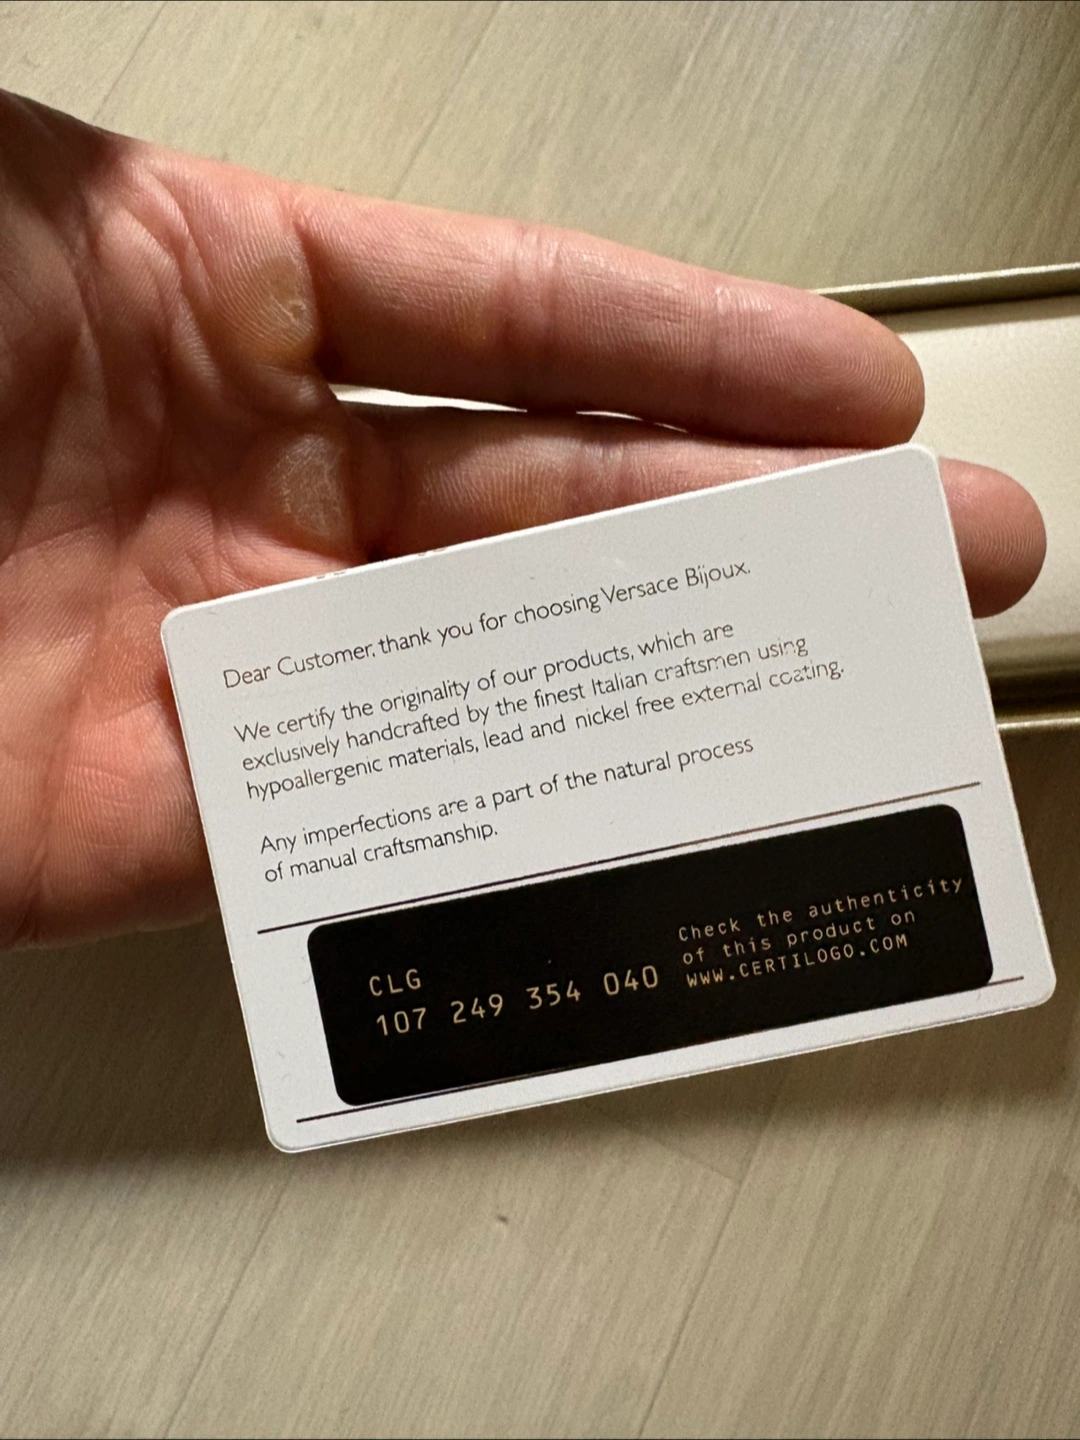 Dear Customer, thank you for choosing Versace Bijoux.
We certify the originality of our products, which are
exclusively handcrafted by the finest Italian craftsmen using
hypoallergenic materials, lead and nickel free external coating.
Any imperfections are a part of the natural process
of manual craftsmanship.
CLG
107 249 354 040
Check the authenticity
of this product on
WWW.CERTILOGO.COM